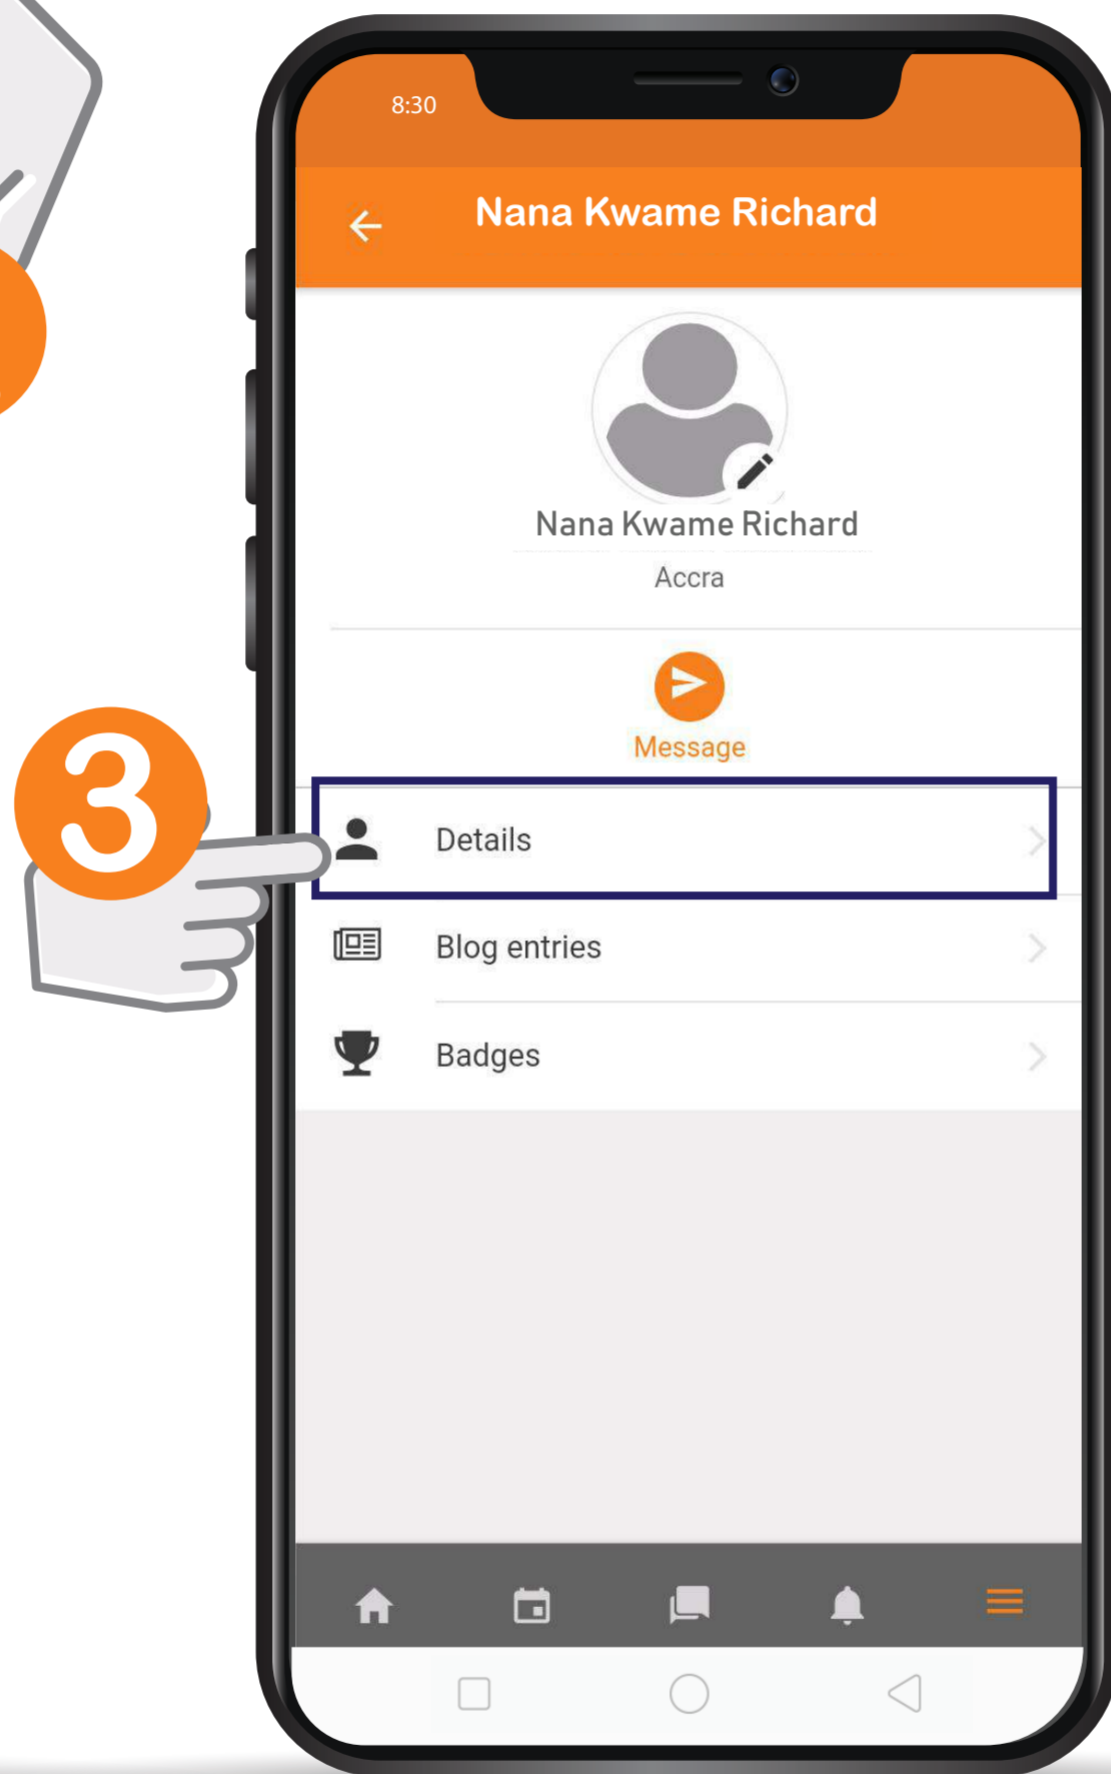 8:30
Nana Kwame Richard
Nana Kwame Richard
Accra
Message
3
Details
Blog entries
Badges